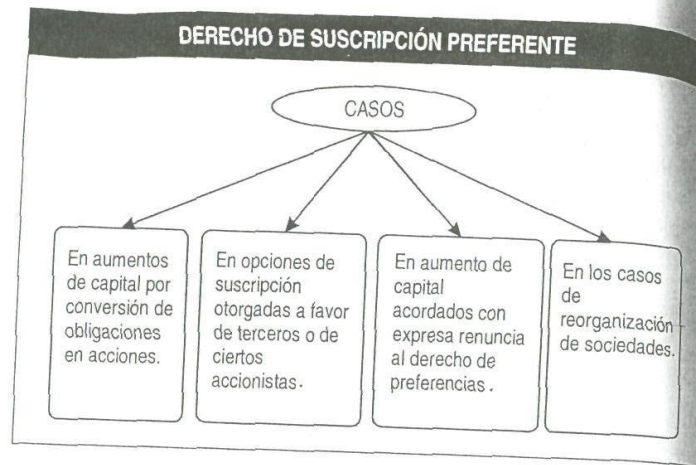 DERECHO DE SUSCRIPCIÓN PREFERENTE
CASOS
En aumentos
de capital por
conversión de
obligaciones
en acciones.
En opciones de
suscripción
otorgadas a favor
de terceros o de
ciertos
accionistas.
En aumento de
capital
acordados con
expresa renuncia
al derecho de
preferencias.
En los casos
de
reorganización
de sociedades.